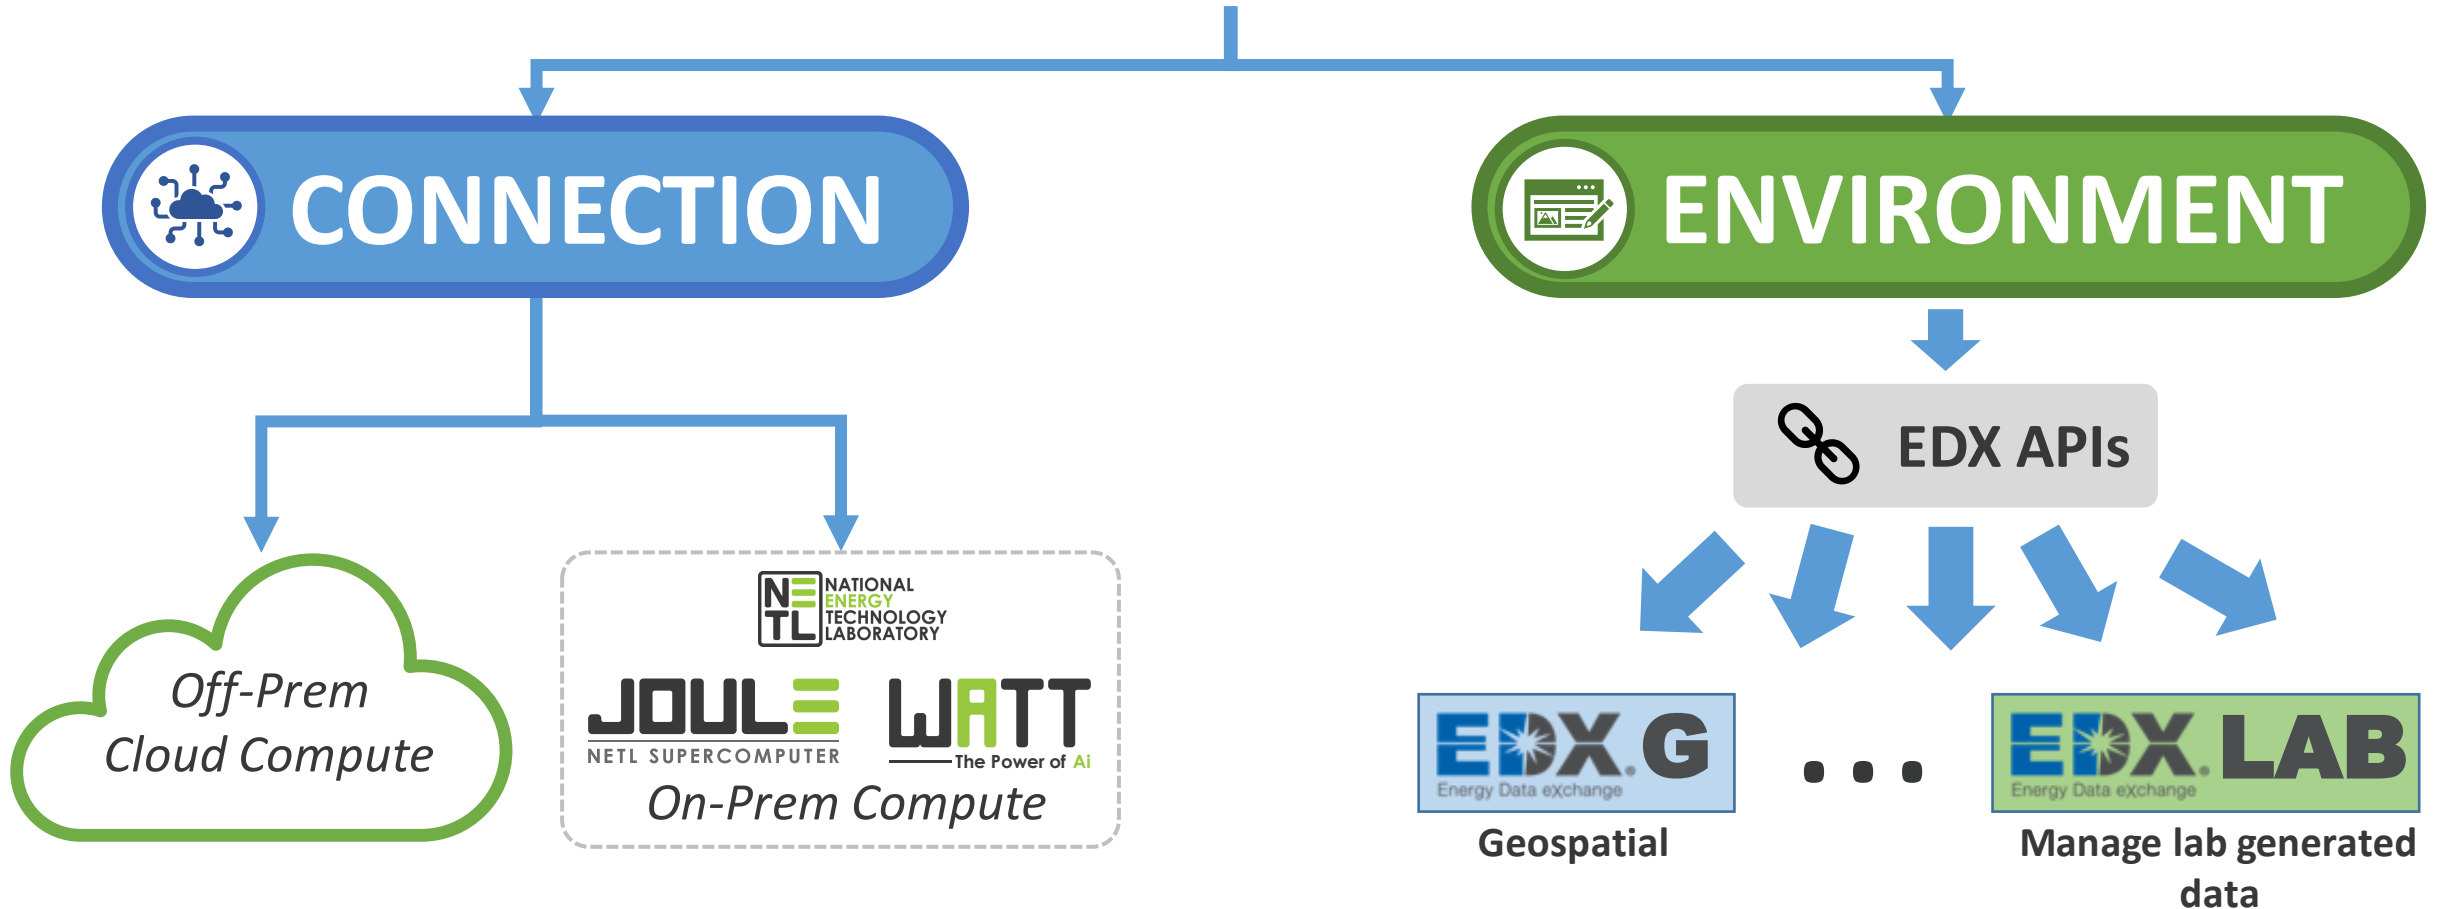 CONNECTION
ENVIRONMENT
EDX APIs
Off-Prem
Cloud Compute
NETL
NATIONAL
ENERGY
TECHNOLOGY
LABORATORY
JOULE
NETL SUPERCOMPUTER
WATT
The Power of Ai
On-Prem Compute
EDX.G
Energy Data eXchange
Geospatial
...
EDX.LAB
Energy Data eXchange
Manage lab generated
data